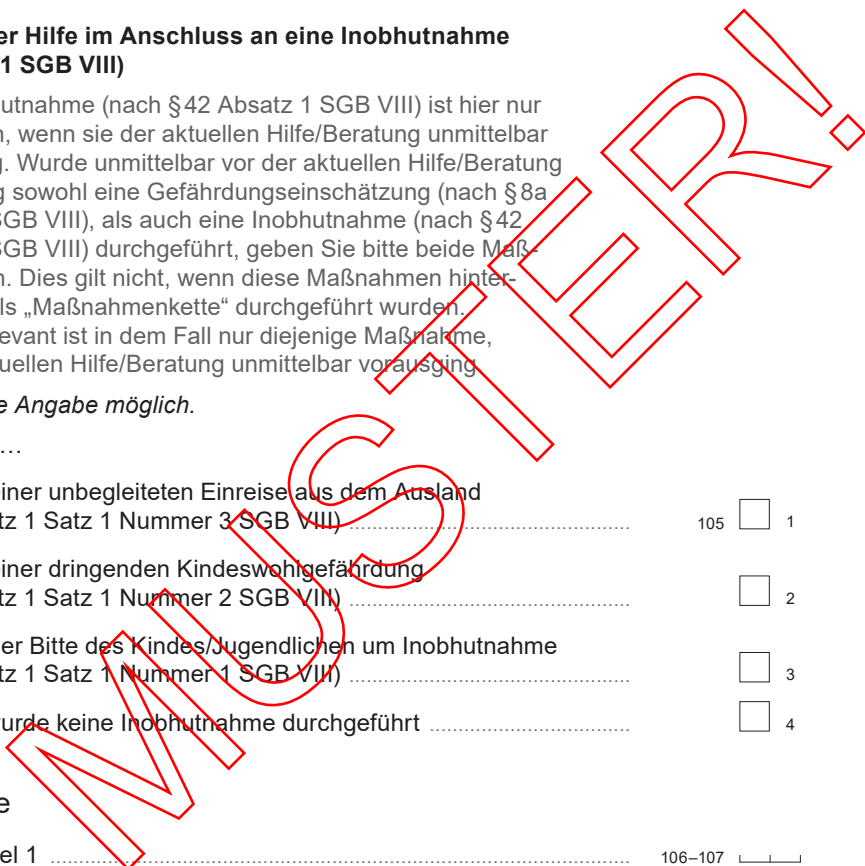 er Hilfe im Anschluss an eine Inobhutnahme
1 SGB VIII)
utnahme (nach § 42 Absatz 1 SGB VIII) ist hier nur
n, wenn sie der aktuellen Hilfe/Beratung unmittelbar
g. Wurde unmittelbar vor der aktuellen Hilfe/Beratung
g sowohl eine Gefährdungseinschätzung (nach § 8a
SGB VIII), als auch eine Inobhutnahme (nach § 42
SGB VIII) durchgeführt, geben Sie bitte beide Maß-
n. Dies gilt nicht, wenn diese Maßnahmen hinter-
ls „Maßnahmenkette“ durchgeführt wurden.
evant ist in dem Fall nur diejenige Maßnahme,
uellen Hilfe/Beratung unmittelbar vorausging
e Angabe möglich.
…
einer unbegleiteten Einreise aus dem Ausland
tz 1 Satz 1 Nummer 3 SGB VIII) 105 1
einer dringenden Kindeswohlgefährdung
tz 1 Satz 1 Nummer 2 SGB VIII) 2
er Bitte des Kindes/Jugendlichen um Inobhutnahme
tz 1 Satz 1 Nummer 1 SGB VIII) 3
urde keine Inobhutnahme durchgeführt 4
e
el 1 106–107
MUSTER!